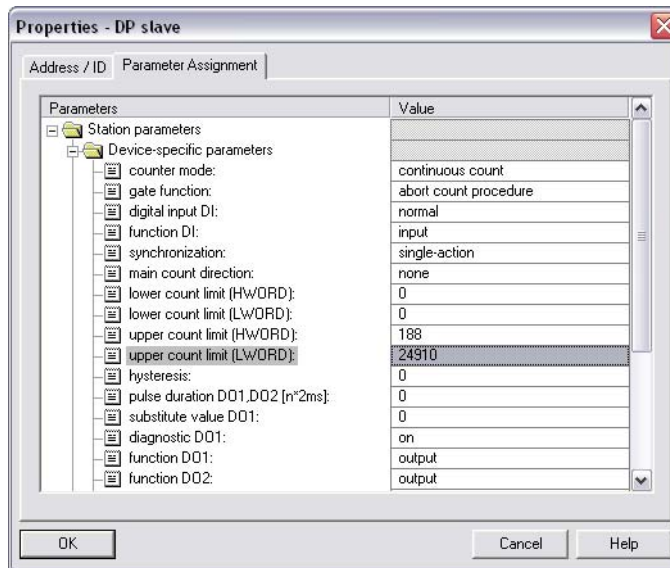 Properties - DP slave
Address / ID Parameter Assignment
Parameters Value
Station parameters
Device-specific parameters
counter mode: continuous count
gate function: abort count procedure
digital input DI: normal
function DI: input
synchronization: single-action
main count direction: none
lower count limit (HWORD): 0
lower count limit (LWORD): 0
upper count limit (HWORD): 188
upper count limit (LWORD): 24910
hysteresis: 0
pulse duration DO1,DO2 [n*2ms]: 0
substitute value DO1: 0
diagnostic DO1: on
function DO1: output
function DO2: output
OK Cancel Help